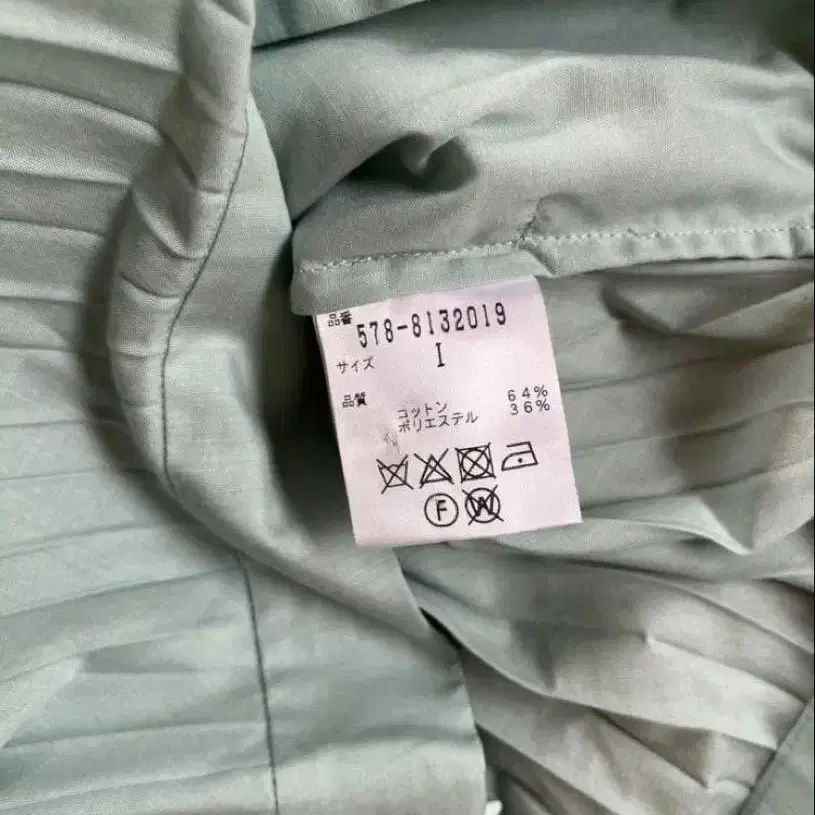 品番
578-8132019
サイズ I
品質
コットン 64%
ポリエステル 36%
F W